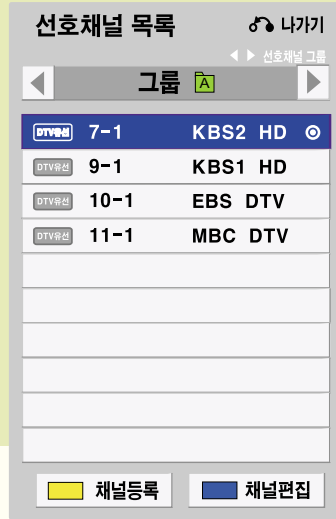 선호채널 목록 나가기
◀ ▶ 선호채널 그룹
◀ 그룹 A ▶
DTV유선 7-1 KBS2 HD
DTV유선 9-1 KBS1 HD
DTV유선 10-1 EBS DTV
DTV유선 11-1 MBC DTV
채널등록 채널편집